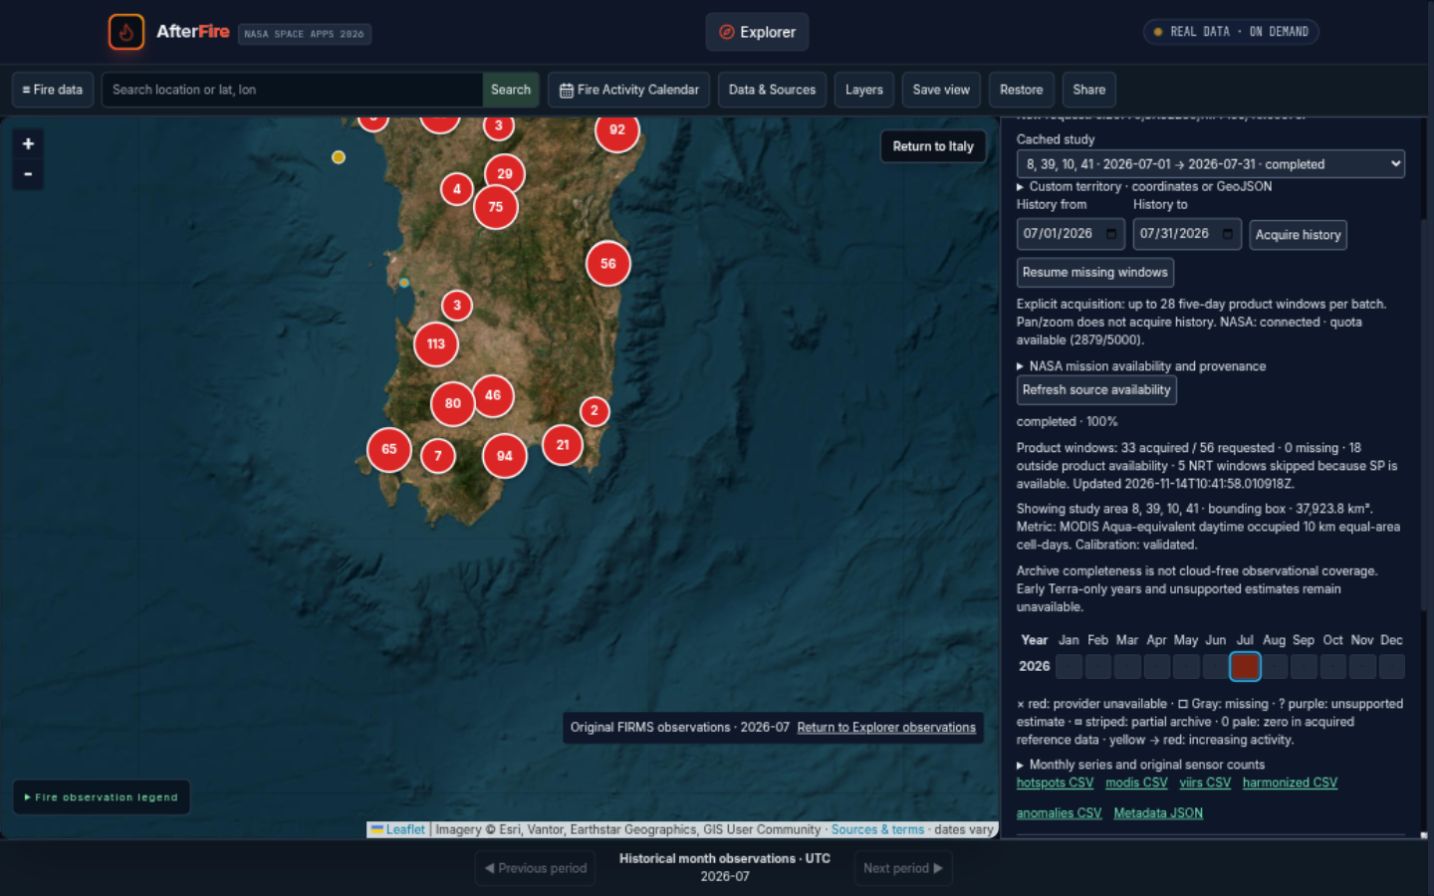 AfterFire NASA SPACE APPS 2026
Explorer
REAL DATA · ON DEMAND
≡ Fire data
Search location or lat, lon
Search
Fire Activity Calendar
Data & Sources
Layers
Save view
Restore
Share
+
-
3
92
29
4
75
56
3
113
80
46
2
65
7
94
21
Return to Italy
Original FIRMS observations · 2026-07 Return to Explorer observations
▸ Fire observation legend
Leaflet | Imagery © Esri, Vantor, Earthstar Geographics, GIS User Community · Sources & terms · dates vary
Cached study
8, 39, 10, 41 · 2026-07-01 → 2026-07-31 · completed
▸ Custom territory · coordinates or GeoJSON
History from History to
07/01/2026 07/31/2026 Acquire history
Resume missing windows
Explicit acquisition: up to 28 five-day product windows per batch.
Pan/zoom does not acquire history. NASA: connected · quota
available (2879/5000).
▸ NASA mission availability and provenance
Refresh source availability
completed · 100%
Product windows: 33 acquired / 56 requested · 0 missing · 18
outside product availability · 5 NRT windows skipped because SP is
available. Updated 2026-11-14T10:41:58.010918Z.
Showing study area 8, 39, 10, 41 · bounding box · 37,923.8 km².
Metric: MODIS Aqua-equivalent daytime occupied 10 km equal-area
cell-days. Calibration: validated.
Archive completeness is not cloud-free observational coverage.
Early Terra-only years and unsupported estimates remain
unavailable.
Year Jan Feb Mar Apr May Jun Jul Aug Sep Oct Nov Dec
2026
× red: provider unavailable · □ Gray: missing · ? purple: unsupported
estimate · striped: partial archive · 0 pale: zero in acquired
reference data · yellow → red: increasing activity.
▸ Monthly series and original sensor counts
hotspots CSV modis CSV viirs CSV harmonized CSV
anomalies CSV Metadata JSON
◀ Previous period
Historical month observations · UTC
2026-07
Next period ▶